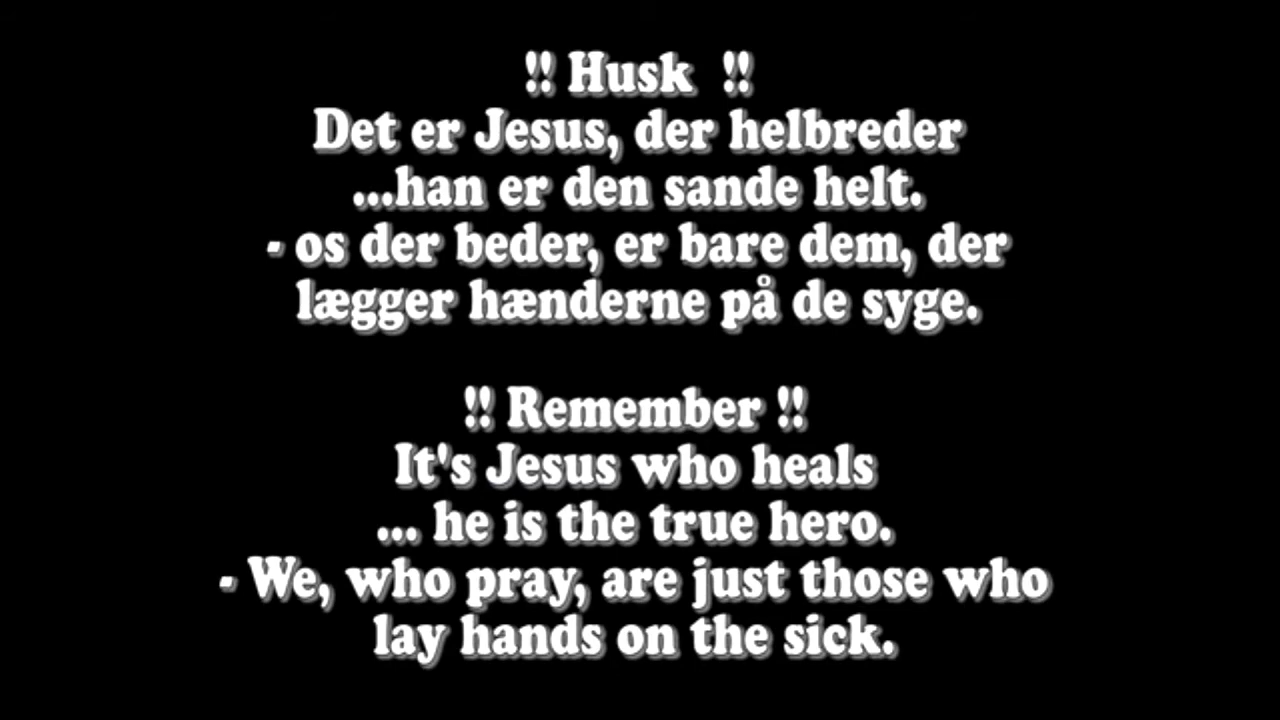 !! Husk !!
Det er Jesus, der helbreder
...han er den sande helt.
- os der beder, er bare dem, der
lægger hænderne på de syge.
!! Remember !!
It's Jesus who heals
... he is the true hero.
- We, who pray, are just those who
lay hands on the sick.